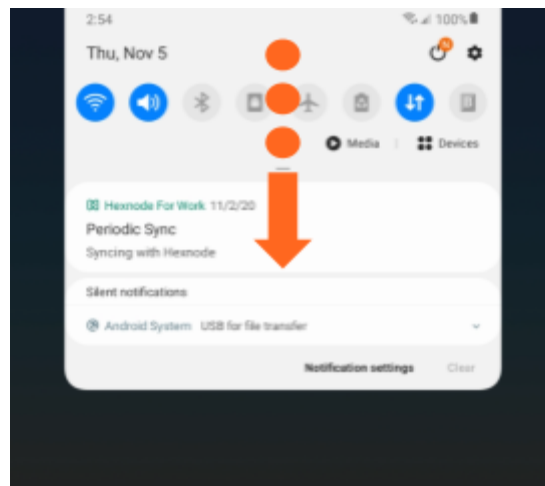 2:54 100%
Thu, Nov 5 N
Media | Devices
Hexnode For Work 11/2/20
Periodic Sync
Syncing with Hexnode
Silent notifications
Android System USB for file transfer
Notification settings Clear